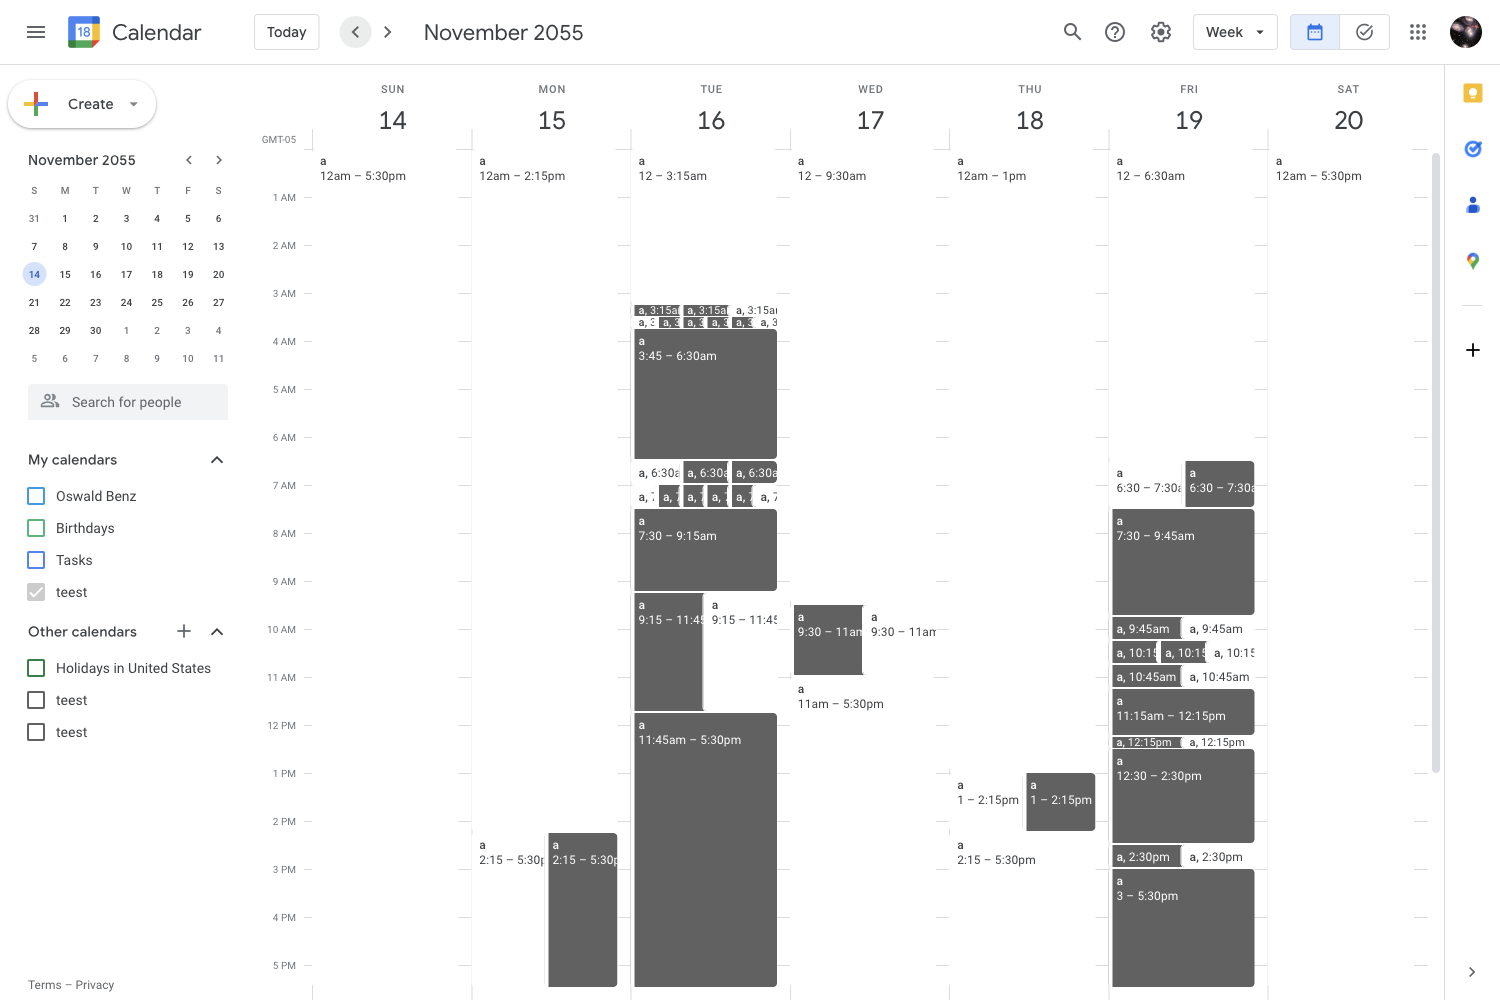 18 Calendar
Today
November 2055
Week
Create
November 2055
S M T W T F S
31 1 2 3 4 5 6
7 8 9 10 11 12 13
14 15 16 17 18 19 20
21 22 23 24 25 26 27
28 29 30 1 2 3 4
5 6 7 8 9 10 11
Search for people
My calendars
Oswald Benz
Birthdays
Tasks
teest
Other calendars
Holidays in United States
teest
teest
Terms – Privacy
SUN MON TUE WED THU FRI SAT
14 15 16 17 18 19 20
GMT-05
1 AM
2 AM
3 AM
4 AM
5 AM
6 AM
7 AM
8 AM
9 AM
10 AM
11 AM
12 PM
1 PM
2 PM
3 PM
4 PM
5 PM
a
12am – 5:30pm
a
12am – 2:15pm
a
2:15 – 5:30p
a
2:15 – 5:30p
a
12 – 3:15am
a, 3:15a
a, 3:15a
a, 3:15a
a, 3
a, 3
a, 3
a, 3
a, 3
a, 3
a
3:45 – 6:30am
a, 6:30a
a, 6:30a
a, 6:30a
a, 7
a, 7
a, 7
a, 7
a, 7
a, 7
a
7:30 – 9:15am
a
9:15 – 11:45
a
9:15 – 11:45
a
11:45am – 5:30pm
a
12 – 9:30am
a
9:30 – 11am
a
9:30 – 11am
a
11am – 5:30pm
a
12am – 1pm
a
1 – 2:15pm
a
1 – 2:15pm
a
2:15 – 5:30pm
a
12 – 6:30am
a
6:30 – 7:30a
a
6:30 – 7:30a
a
7:30 – 9:45am
a, 9:45am
a, 9:45am
a, 10:15
a, 10:15
a, 10:15
a, 10:45am
a, 10:45am
a
11:15am – 12:15pm
a, 12:15pm
a, 12:15pm
a
12:30 – 2:30pm
a, 2:30pm
a, 2:30pm
a
3 – 5:30pm
a
12am – 5:30pm